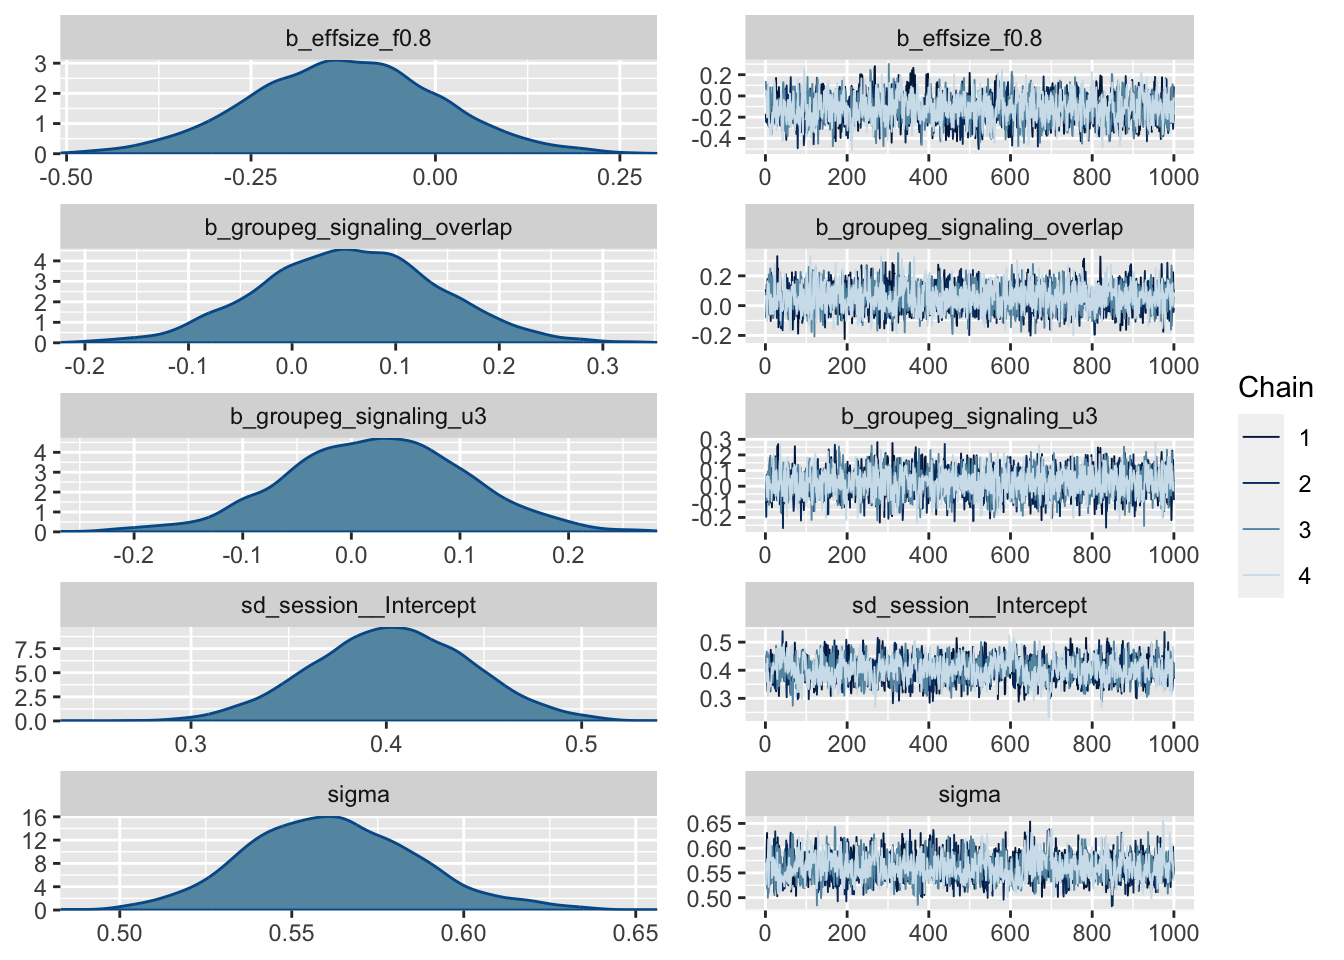 b_effsize_f0.8
3
2
1
0
-0.50 -0.25 0.00 0.25
b_effsize_f0.8
0.2
0.0
-0.2
-0.4
0 200 400 600 800 1000
b_groupeg_signaling_overlap
4
3
2
1
0
-0.2 -0.1 0.0 0.1 0.2 0.3
b_groupeg_signaling_overlap
0.2
0.0
-0.2
0 200 400 600 800 1000
b_groupeg_signaling_u3
4
3
2
1
0
-0.2 -0.1 0.0 0.1 0.2
b_groupeg_signaling_u3
0.3
0.2
0.1
0.0
-0.1
-0.2
0 200 400 600 800 1000
sd_session__Intercept
7.5
5.0
2.5
0.0
0.3 0.4 0.5
sd_session__Intercept
0.5
0.4
0.3
0 200 400 600 800 1000
sigma
16
12
8
4
0
0.50 0.55 0.60 0.65
sigma
0.65
0.60
0.55
0.50
0 200 400 600 800 1000
Chain
1
2
3
4